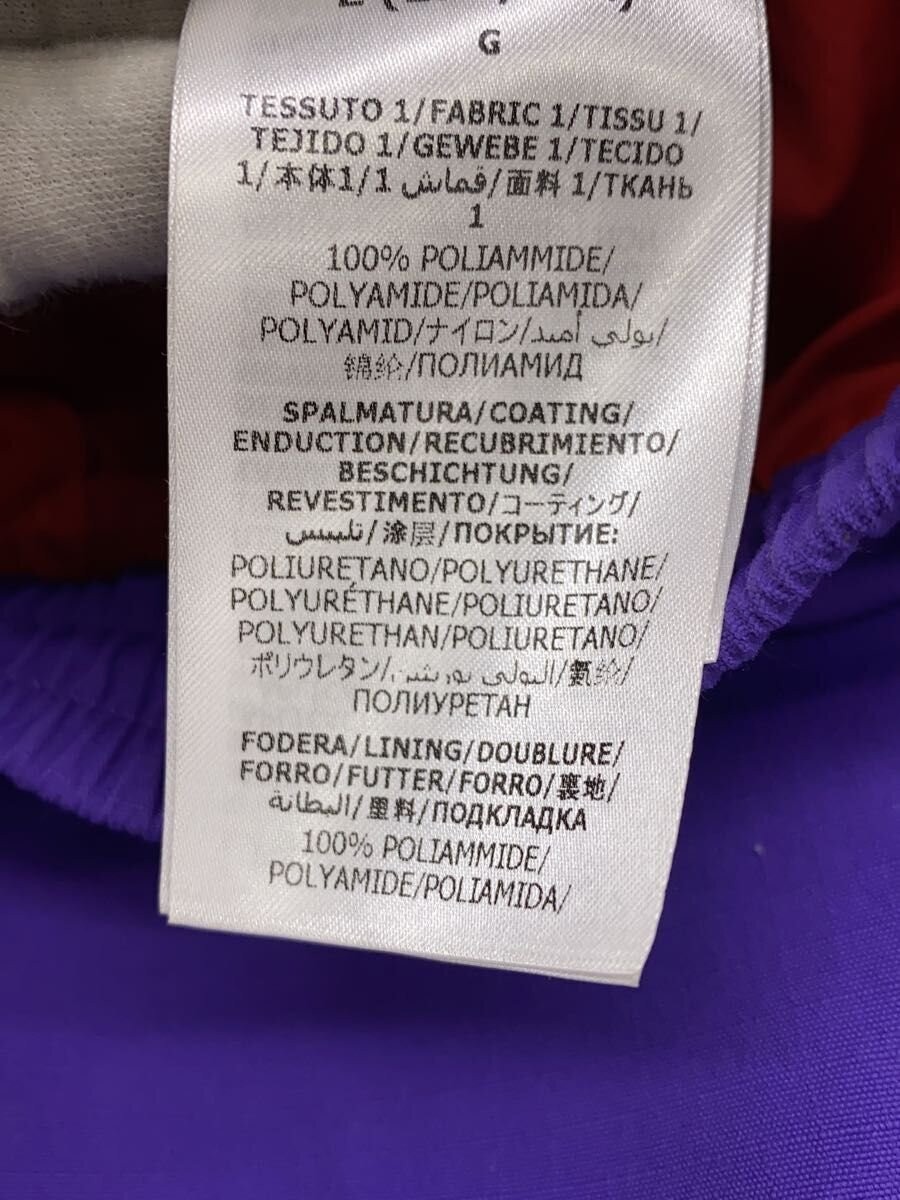 G
TESSUTO 1/FABRIC 1/TISSU 1/
TEJIDO 1/GEWEBE 1/TECIDO
1/本体1/1 قماش/面料 1/ТКАНЬ
1
100% POLIAMMIDE/
POLYAMIDE/POLIAMIDA/
POLYAMID/ナイロン/بولي أميد/
锦纶/ПОЛИАМИД
SPALMATURA/COATING/
ENDUCTION/RECUBRIMIENTO/
BESCHICHTUNG/
REVESTIMENTO/コーティング/
تلبيس/涂层/ПОКРЫТИЕ:
POLIURETANO/POLYURETHANE/
POLYURÉTHANE/POLIURETANO/
POLYURETHAN/POLIURETANO/
ポリウレタン/البولي يوريثين/氨纶/
ПОЛИУРЕТАН
FODERA/LINING/DOUBLURE/
FORRO/FUTTER/FORRO/裏地/
البطانة/里料/ПОДКЛАДКА
100% POLIAMMIDE/
POLYAMIDE/POLIAMIDA/